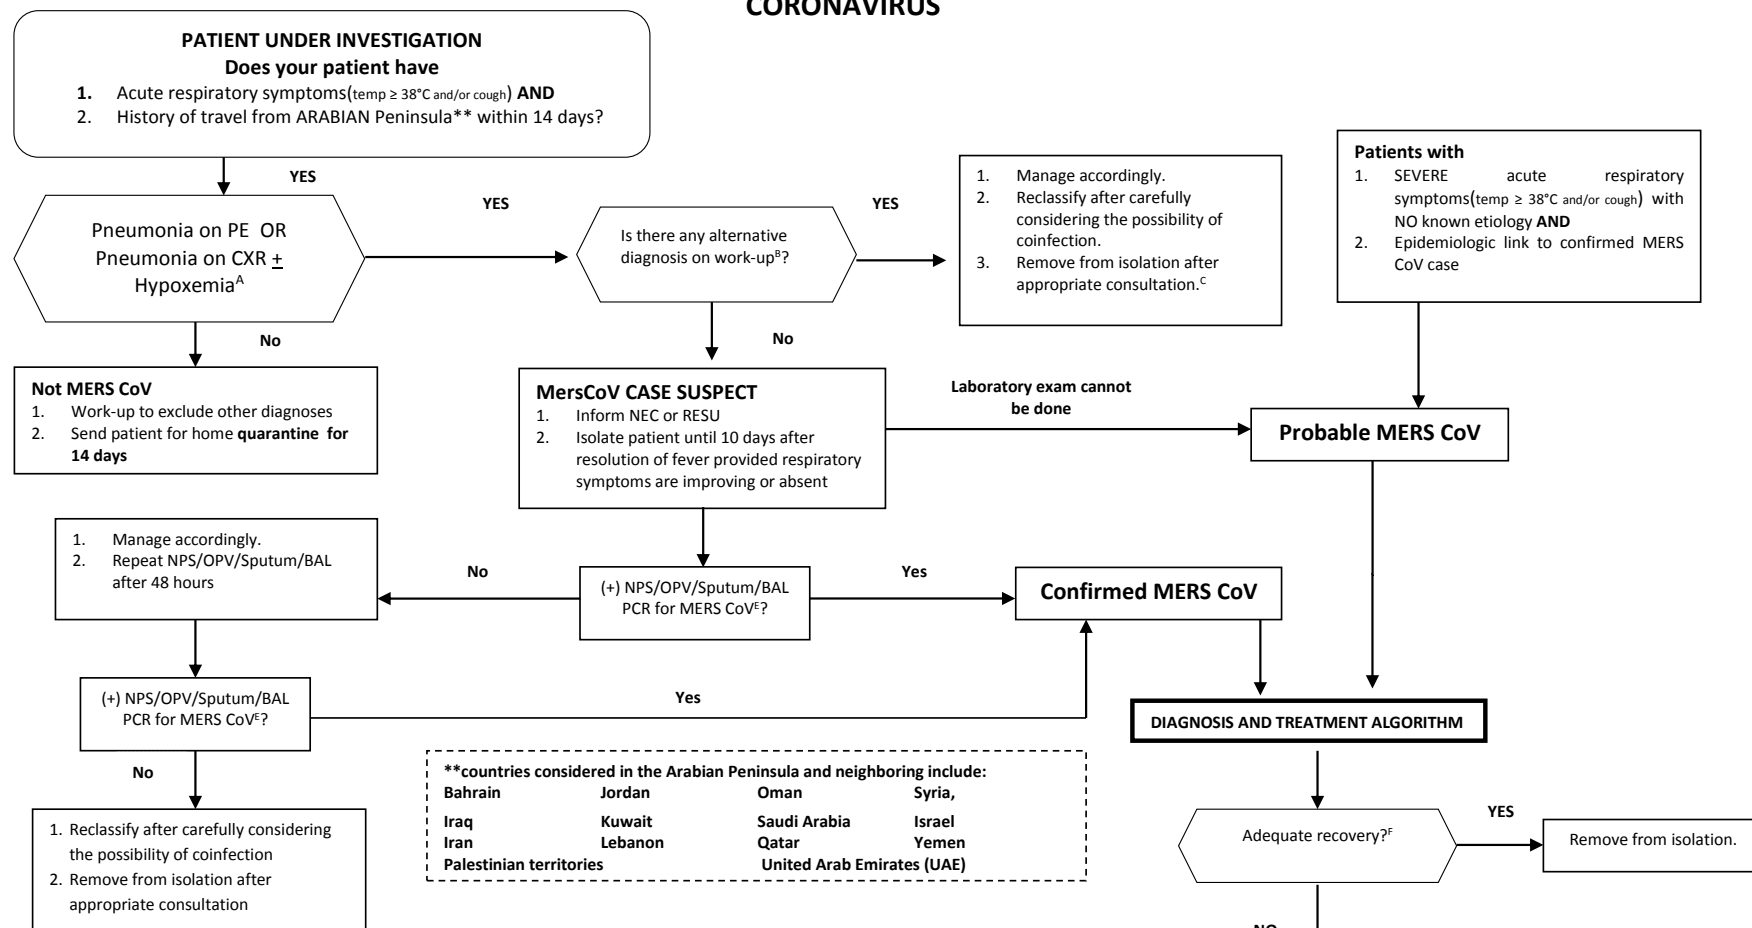 CORONAVIRUS
PATIENT UNDER INVESTIGATION
Does your patient have
1. Acute respiratory symptoms(temp ≥ 38°C and/or cough) AND
2. History of travel from ARABIAN Peninsula** within 14 days?
YES
Pneumonia on PE OR
Pneumonia on CXR +
Hypoxemiaᴬ
YES
Is there any alternative
diagnosis on work-upᴮ?
YES
1. Manage accordingly.
2. Reclassify after carefully
considering the possibility of
coinfection.
3. Remove from isolation after
appropriate consultation.ᶜ
Patients with
1. SEVERE acute respiratory
symptoms(temp ≥ 38°C and/or cough) with
NO known etiology AND
2. Epidemiologic link to confirmed MERS
CoV case
No
No
Not MERS CoV
1. Work-up to exclude other diagnoses
2. Send patient for home quarantine for
14 days
MersCoV CASE SUSPECT
1. Inform NEC or RESU
2. Isolate patient until 10 days after
resolution of fever provided respiratory
symptoms are improving or absent
Laboratory exam cannot
be done
Probable MERS CoV
1. Manage accordingly.
2. Repeat NPS/OPV/Sputum/BAL
after 48 hours
No
(+) NPS/OPV/Sputum/BAL
PCR for MERS CoVᴱ?
Yes
Confirmed MERS CoV
(+) NPS/OPV/Sputum/BAL
PCR for MERS CoVᴱ?
Yes
DIAGNOSIS AND TREATMENT ALGORITHM
No
1. Reclassify after carefully considering
the possibility of coinfection
2. Remove from isolation after
appropriate consultation
**countries considered in the Arabian Peninsula and neighboring include:
Bahrain Jordan Oman Syria,
Iraq Kuwait Saudi Arabia Israel
Iran Lebanon Qatar Yemen
Palestinian territories United Arab Emirates (UAE)
Adequate recovery?ꟳ
YES
Remove from isolation.
NO